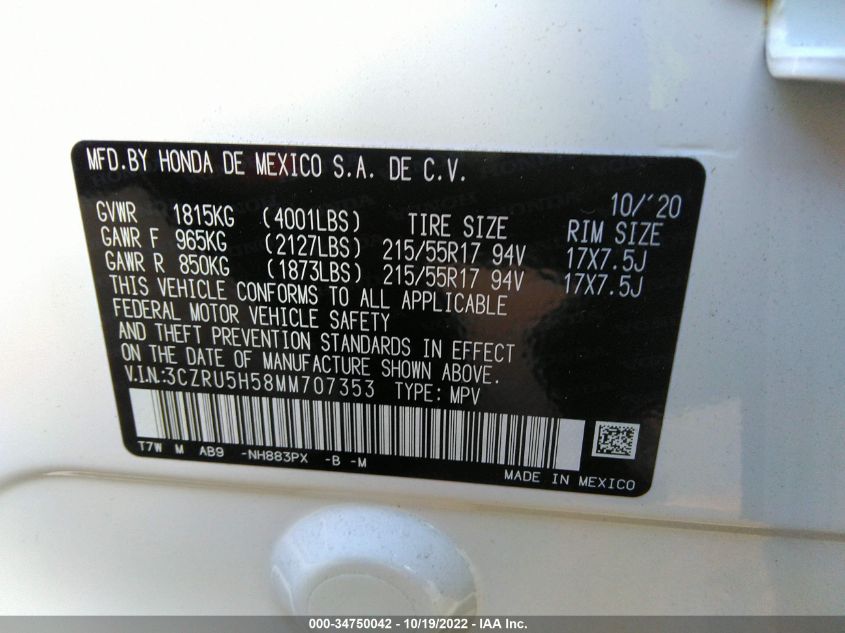 MFD.BY HONDA DE MEXICO S.A. DE C.V.
10/'20
GVWR 1815KG (4001LBS) TIRE SIZE RIM SIZE
GAWR F 965KG (2127LBS) 215/55R17 94V 17X7.5J
GAWR R 850KG (1873LBS) 215/55R17 94V 17X7.5J
THIS VEHICLE CONFORMS TO ALL APPLICABLE
FEDERAL MOTOR VEHICLE SAFETY
AND THEFT PREVENTION STANDARDS IN EFFECT
ON THE DATE OF MANUFACTURE SHOWN ABOVE.
V.I.N:3CZRU5H58MM707353 TYPE: MPV
T7W M AB9 -NH883PX -B -M
MADE IN MEXICO
000-34750042 - 10/19/2022 - IAA Inc.